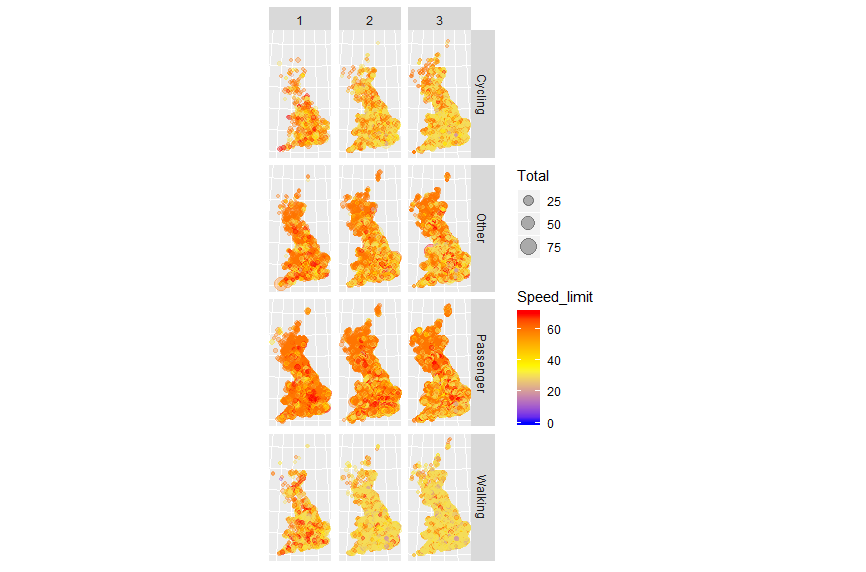 1 2 3
Cycling
Other
Passenger
Walking
Total
25
50
75
Speed_limit
60
40
20
0